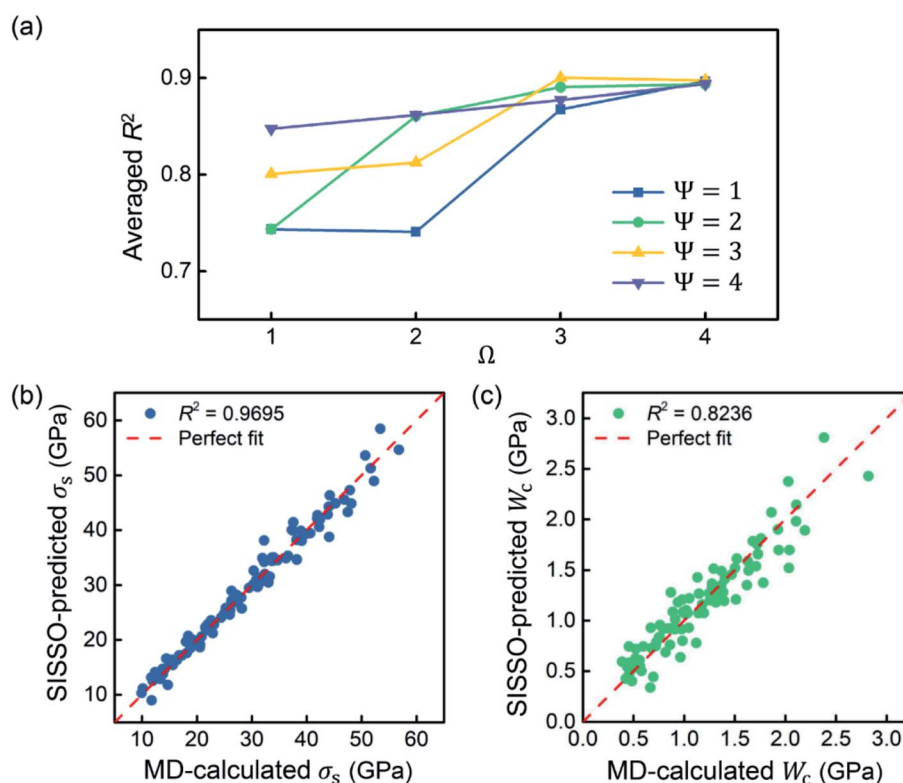 (a)
Averaged R²
0.9
0.8
0.7
Ψ = 1
Ψ = 2
Ψ = 3
Ψ = 4
1 2 3 4
Ω
(b)
SISSO-predicted σₛ (GPa)
60
50
40
30
20
10
R² = 0.9695
Perfect fit
10 20 30 40 50 60
MD-calculated σₛ (GPa)
(c)
SISSO-predicted W_c (GPa)
3.0
2.5
2.0
1.5
1.0
0.5
0.0
R² = 0.8236
Perfect fit
0.0 0.5 1.0 1.5 2.0 2.5 3.0
MD-calculated W_c (GPa)